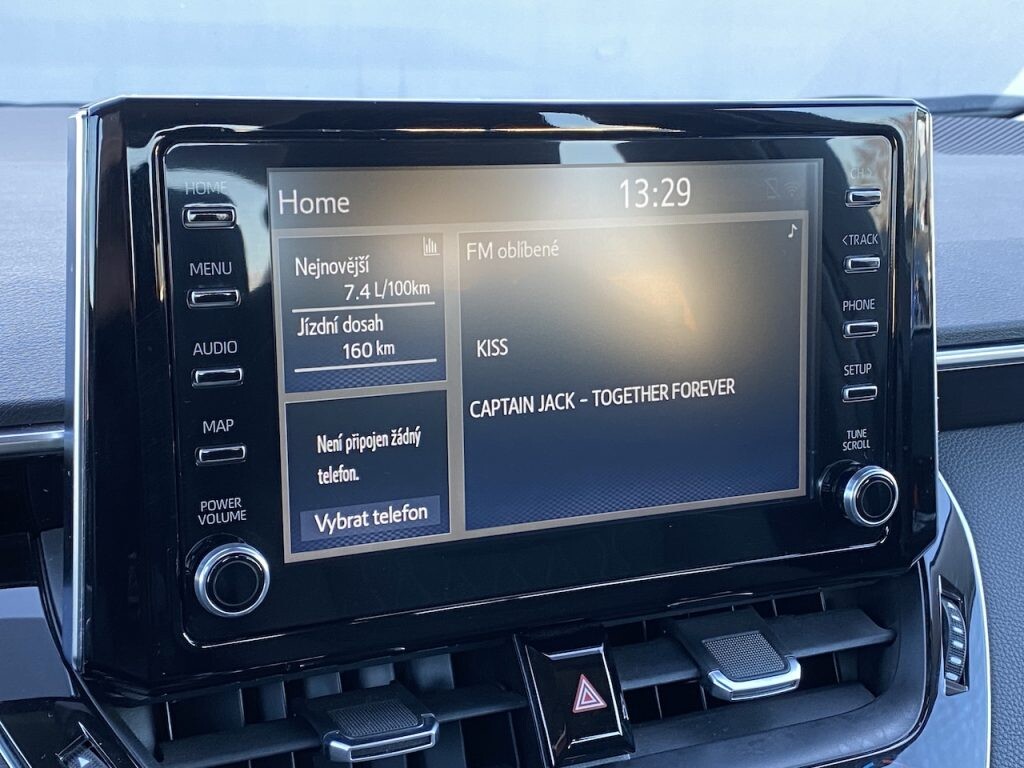 HOME
MENU
AUDIO
MAP
POWER
VOLUME
Home
13:29
Nejnovější
7.4 L/100km
Jízdní dosah
160 km
Není připojen žádný
telefon.
Vybrat telefon
FM oblíbené
KISS
CAPTAIN JACK – TOGETHER FOREVER
<TRACK
PHONE
SETUP
TUNE
SCROLL